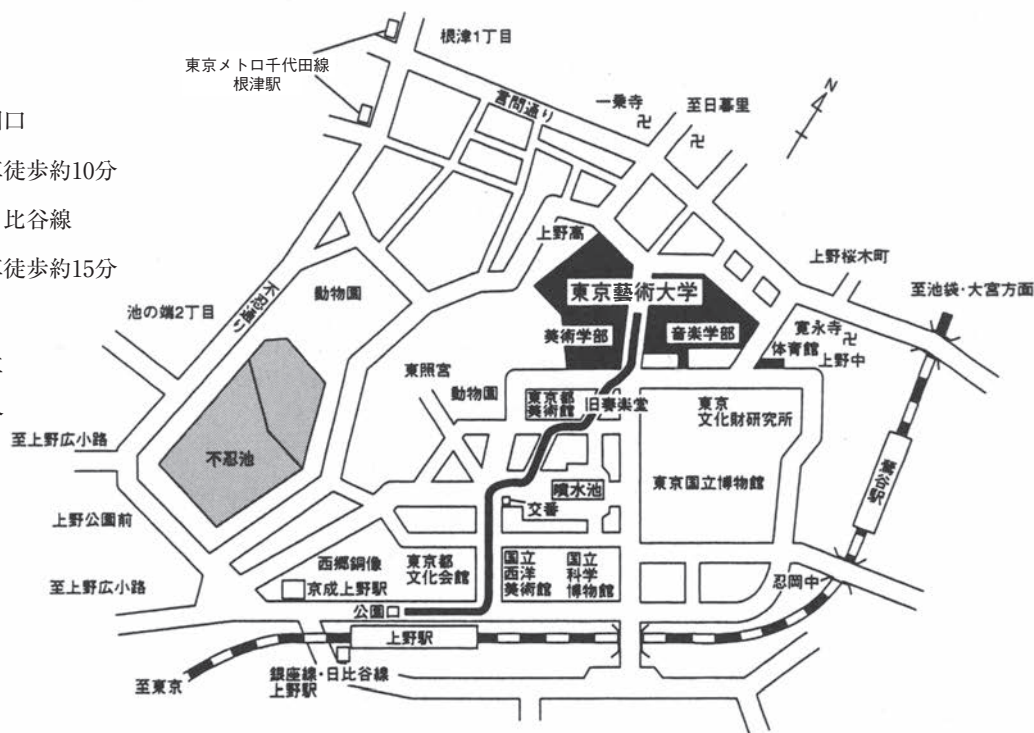 根津1丁目
東京メトロ千代田線
根津駅
言問通り
一乗寺
至日暮里
N
口
徒歩約10分
比谷線
徒歩約15分
上野高
東京藝術大学
美術学部
音楽学部
上野桜木町
至池袋・大宮方面
寛永寺
体育館
上野中
池の端2丁目
不忍通り
動物園
東照宮
動物園
東京都
美術館
旧奏楽堂
東京
文化財研究所
至上野広小路
不忍池
噴水池
交番
東京国立博物館
鶯谷駅
上野公園前
西郷銅像
東京都
文化会館
国立
西洋
美術館
国立
科学
博物館
忍岡中
至上野広小路
京成上野駅
公園口
上野駅
至東京
銀座線・日比谷線
上野駅